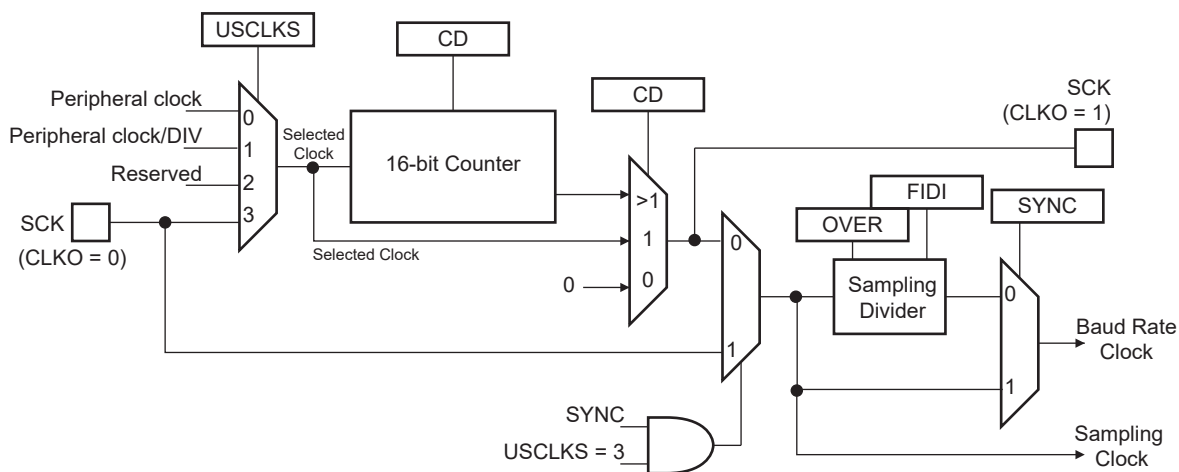 USCLKS
CD
CD
SCK
(CLKO = 1)
Peripheral clock
0
Peripheral clock/DIV
1
Reserved
2
3
SCK
(CLKO = 0)
Selected
Clock
16-bit Counter
Selected Clock
>1
1
0
0
FIDI
OVER
SYNC
0
1
Sampling
Divider
0
1
Baud Rate
Clock
SYNC
USCLKS = 3
Sampling
Clock